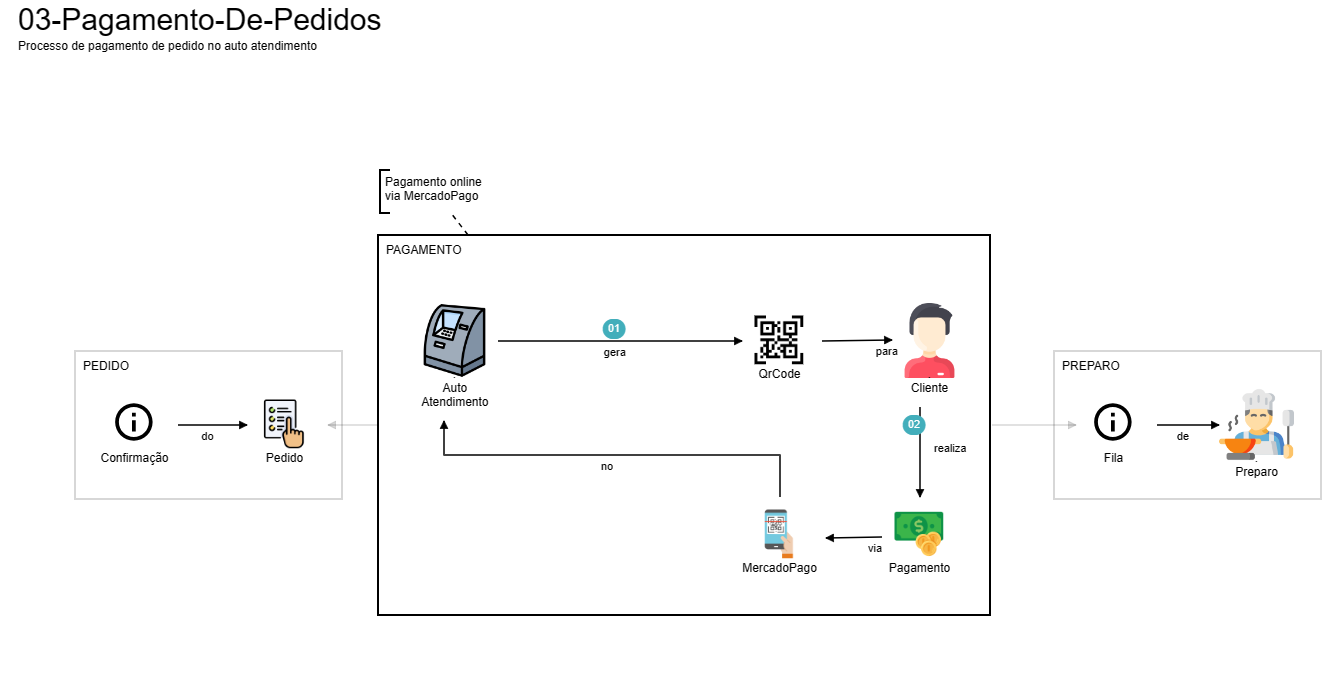 03-Pagamento-De-Pedidos
Processo de pagamento de pedido no auto atendimento
Pagamento online
via MercadoPago
PAGAMENTO
01
gera
QrCode
para
Cliente
Auto
Atendimento
02
realiza
no
MercadoPago
via
Pagamento
PEDIDO
Confirmação
do
Pedido
PREPARO
Fila
de
Preparo